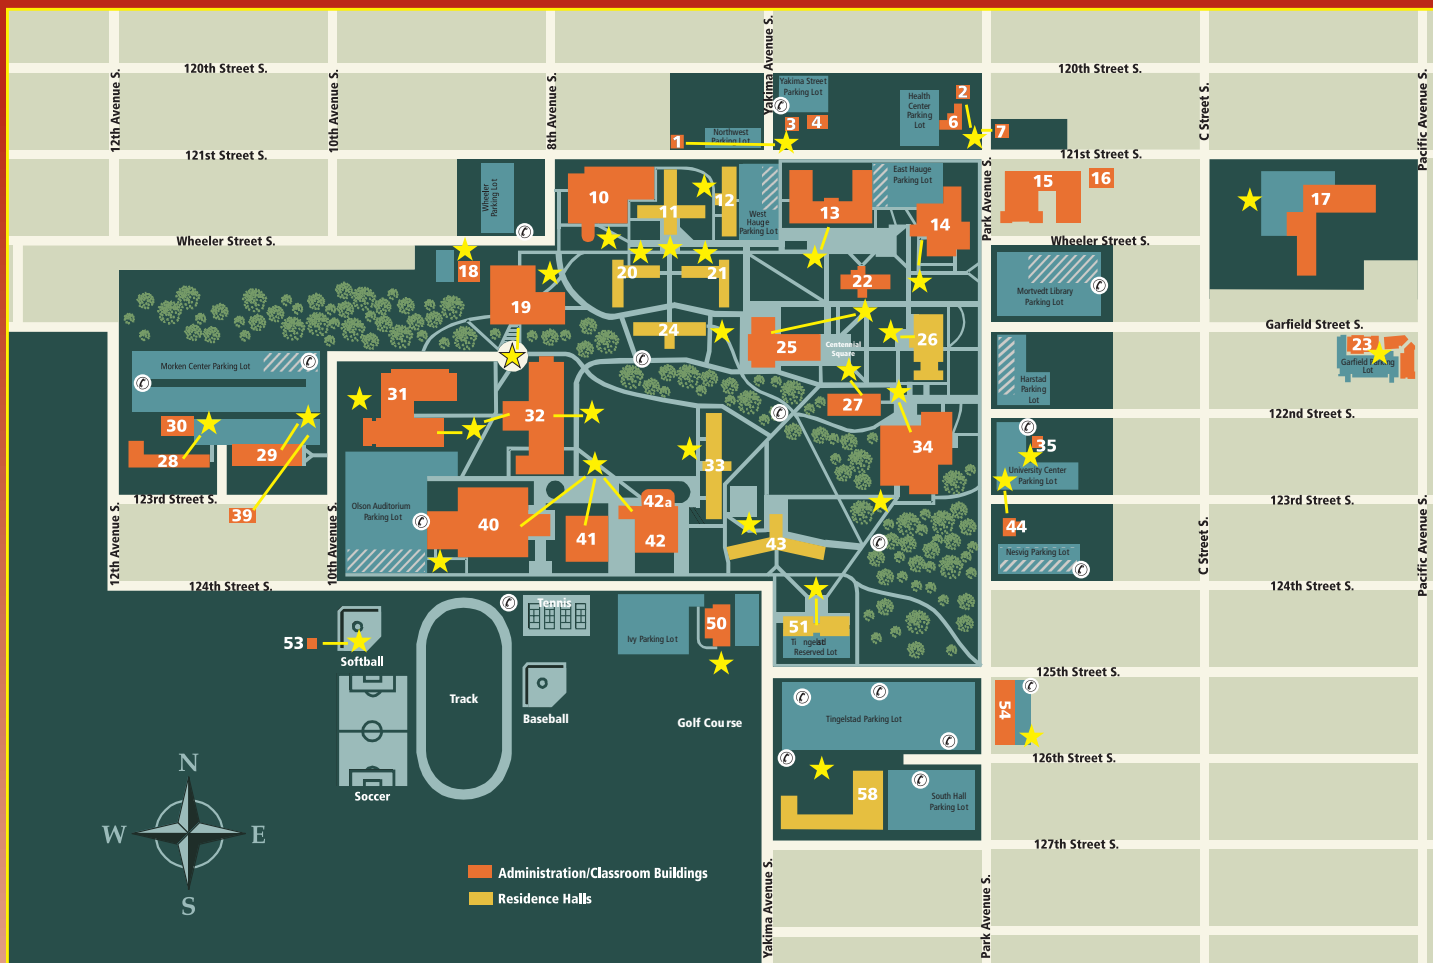 120th Street S.
120th Street S.
12th Avenue S.
10th Avenue S.
8th Avenue S.
Yakima Avenue S.
C Street S.
Pacific Avenue S.
Yakima Street
Parking Lot
Health
Center
Parking
Lot
2
3
4
6
7
Northwest
Parking Lot
1
121st Street S.
121st Street S.
Park Avenue S.
Wheeler
Parking Lot
10
11
12
West
Hauge
Parking Lot
13
East Hauge
Parking Lot
14
15
16
17
Wheeler Street S.
Wheeler Street S.
18
19
20
21
22
Mortvedt Library
Parking Lot
Garfield Street S.
23
Garfield Parking
Lot
24
25
Centennial
Square
26
Harstad
Parking
Lot
Morken Center Parking Lot
31
32
27
122nd Street S.
30
28
29
33
34
35
University Center
Parking Lot
123rd Street S.
123rd Street S.
39
12th Avenue S.
10th Avenue S.
Olson Auditorium
Parking Lot
40
41
42a
42
43
44
Nesvig Parking Lot
C Street S.
Pacific Avenue S.
124th Street S.
124th Street S.
Tennis
Ivy Parking Lot
50
51
Reserved Lot
53
Softball
125th Street S.
Track
Baseball
Golf Course
Tingelstad Parking Lot
54
126th Street S.
Soccer
58
South Hall
Parking Lot
127th Street S.
N
W
E
S
Administration/Classroom Buildings
Residence Halls
Yakima Avenue S.
Park Avenue S.